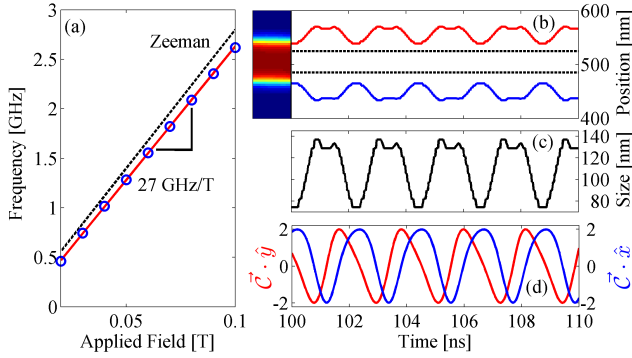 (a)
Zeeman
27 GHz/T
Frequency [GHz]
3
2.5
2
1.5
1
0.5
0
0.05
0.1
Applied Field [T]
(b)
600
500
400
Position [nm]
(c)
140
120
100
80
Size [nm]
(d)
2
0
-2
C⃗ · ŷ
2
0
-2
C⃗ · x̂
100
102
104
106
108
110
Time [ns]